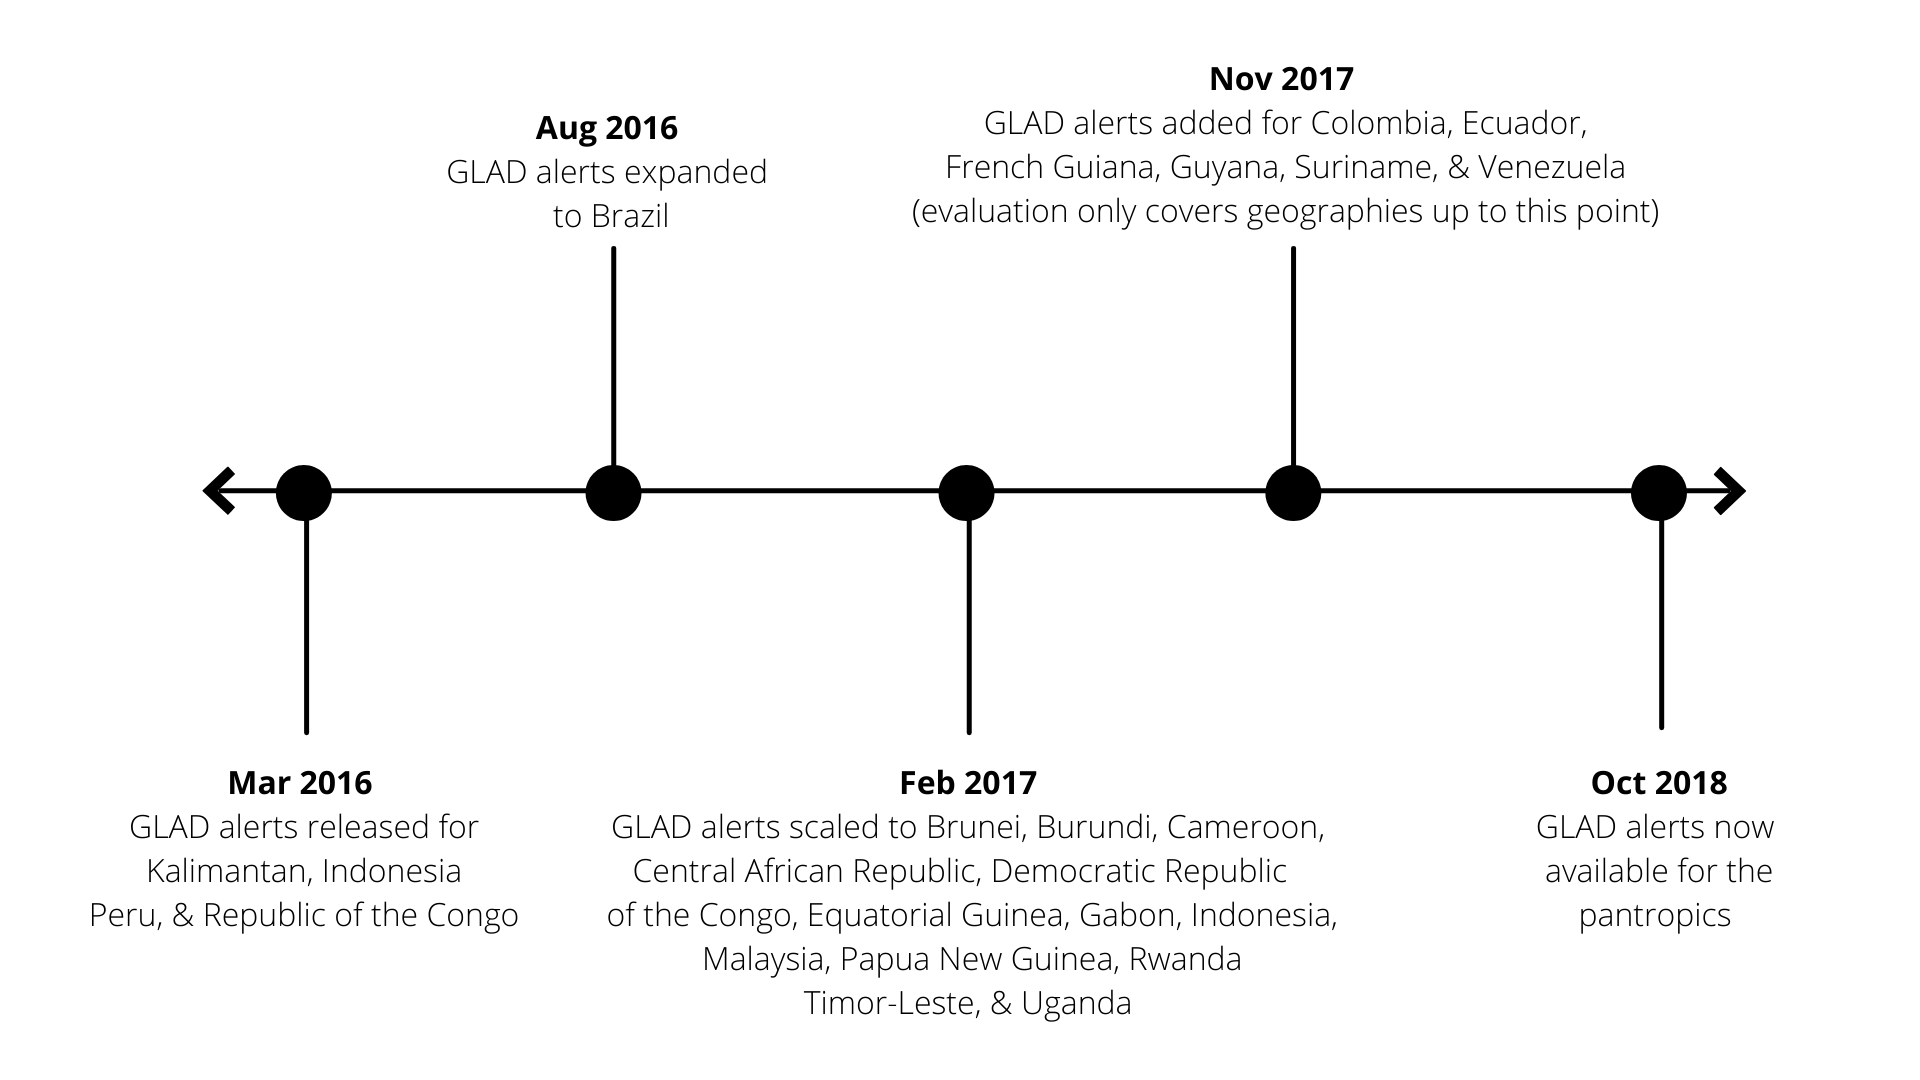 Mar 2016
GLAD alerts released for
Kalimantan, Indonesia
Peru, & Republic of the Congo
Aug 2016
GLAD alerts expanded
to Brazil
Feb 2017
GLAD alerts scaled to Brunei, Burundi, Cameroon,
Central African Republic, Democratic Republic
of the Congo, Equatorial Guinea, Gabon, Indonesia,
Malaysia, Papua New Guinea, Rwanda
Timor-Leste, & Uganda
Nov 2017
GLAD alerts added for Colombia, Ecuador,
French Guiana, Guyana, Suriname, & Venezuela
(evaluation only covers geographies up to this point)
Oct 2018
GLAD alerts now
available for the
pantropics